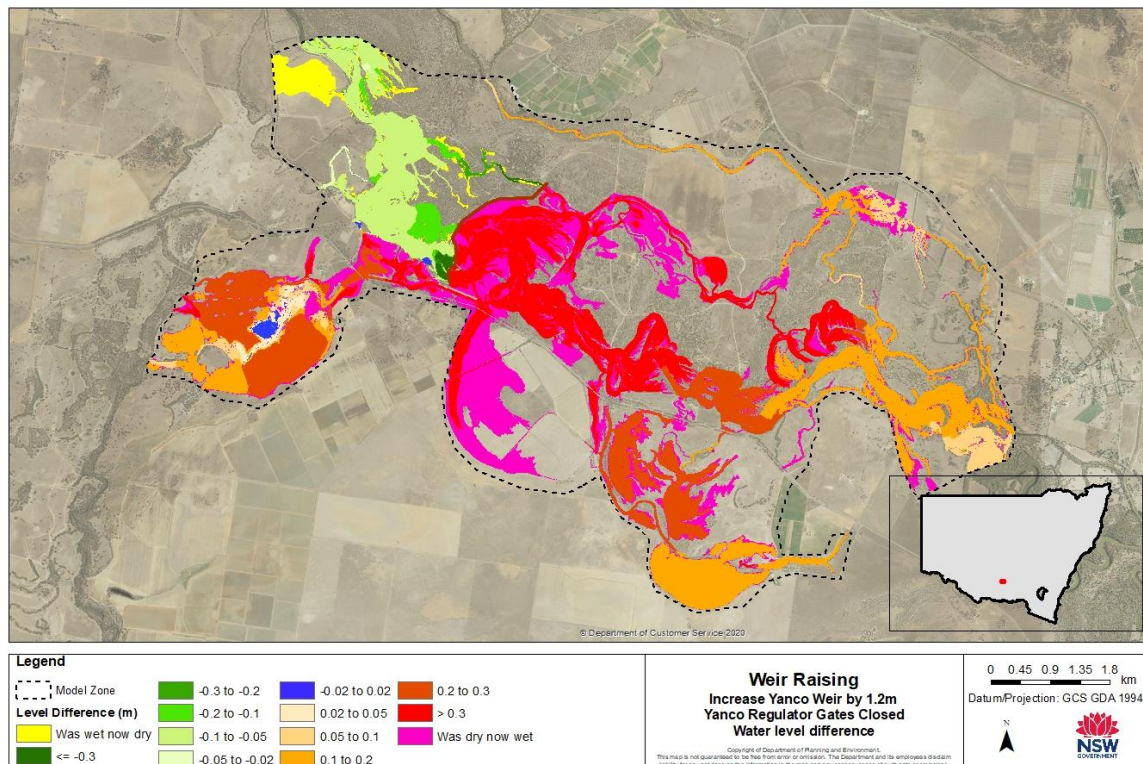 © Department of Customer Service 2020
Legend
Model Zone
Level Difference (m)
Was wet now dry
<= -0.3
-0.3 to -0.2
-0.2 to -0.1
-0.1 to -0.05
-0.05 to -0.02
-0.02 to 0.02
0.02 to 0.05
0.05 to 0.1
0.1 to 0.2
0.2 to 0.3
> 0.3
Was dry now wet
Weir Raising
Increase Yanco Weir by 1.2m
Yanco Regulator Gates Closed
Water level difference
Copyright of Department of Planning and Environment.
This map is not guaranteed to be free from error or omission. The Department and its employees disclaim
0 0.45 0.9 1.35 1.8
km
Datum/Projection: GCS GDA 1994
N
NSW
GOVERNMENT